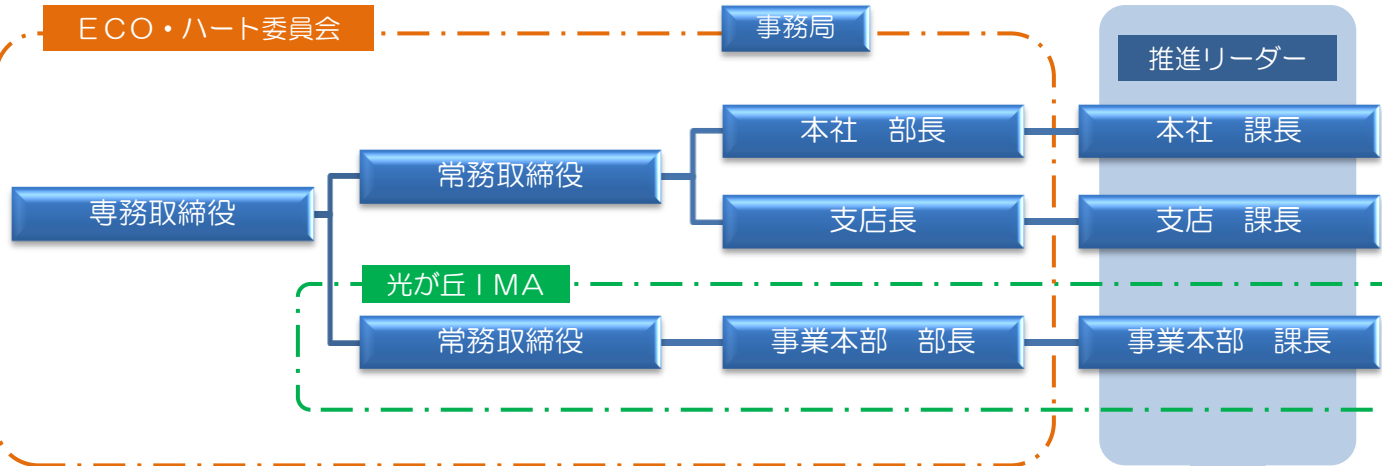 ECO・ハート委員会
事務局
推進リーダー
本社　部長
本社　課長
常務取締役
専務取締役
支店長
支店　課長
光が丘IMA
常務取締役
事業本部　部長
事業本部　課長